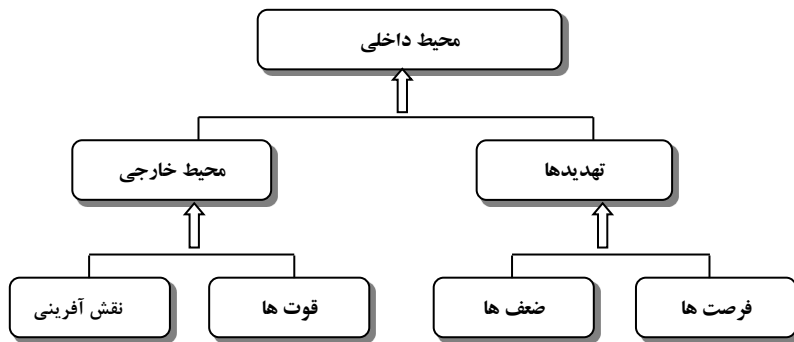 محیط داخلی
تهدیدها
محیط خارجی
فرصت ها
ضعف ها
قوت ها
نقش آفرینی